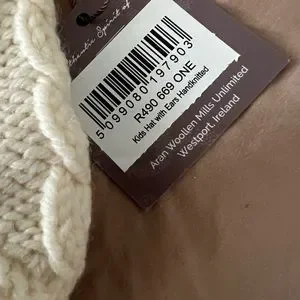 Authentic Spirit of
5 099080 197903
R490 669 ONE
Kids Hat with Ears Handknitted
Aran Woollen Mills Unlimited
Westport, Ireland